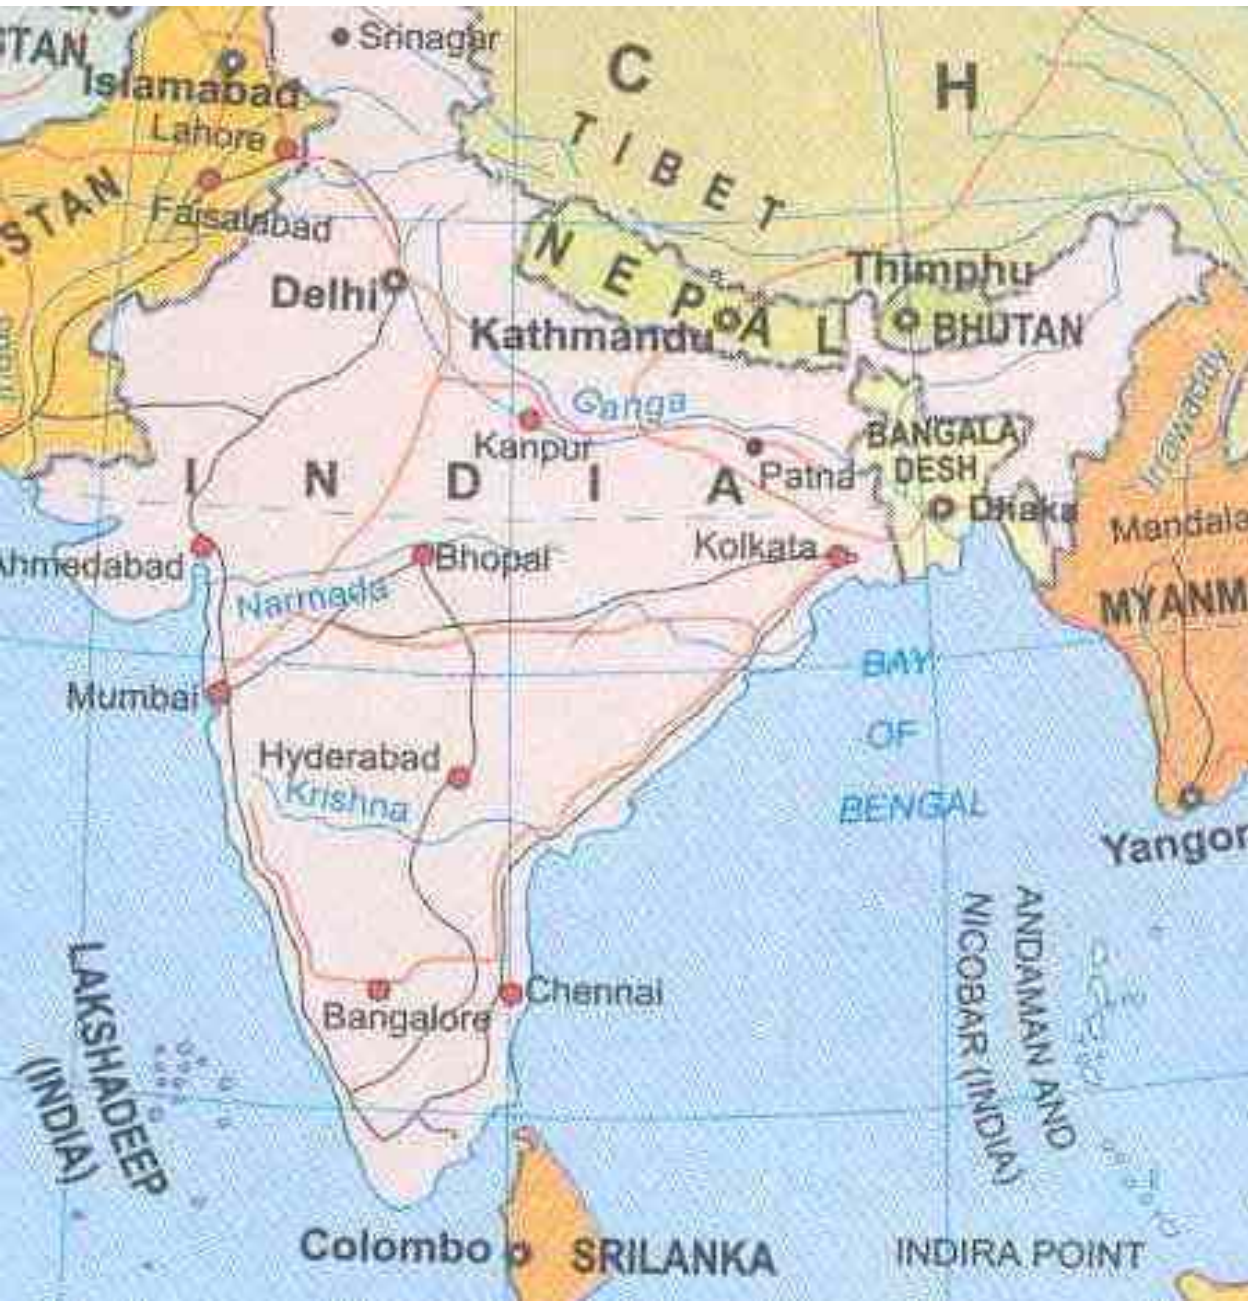 STAN
Srinagar
Islamabad
C H
Lahore
TIBET
ISTAN
Faisalabad
NEPAL
Thimphu
Delhi
Kathmandu
BHUTAN
Irrawaddy
Ganga
Kanpur
BANGALA
DESH
Patna
INDIA
Dhaka
Mandala
Ahmedabad
Bhopal
Kolkata
Narmada
MYANM
BAY
OF
BENGAL
Mumbai
Hyderabad
Krishna
Yangon
LAKSHADEEP
(INDIA)
ANDAMAN AND
NICOBAR (INDIA)
Bangalore
Chennai
Colombo
SRILANKA
INDIRA POINT